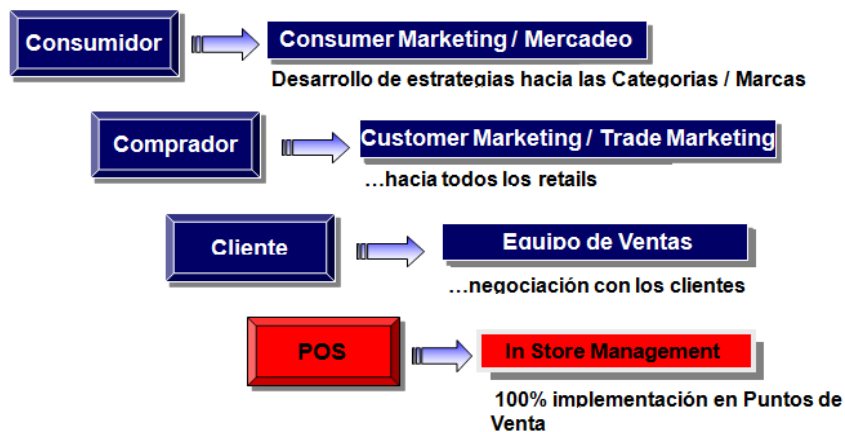 Consumidor
Consumer Marketing / Mercadeo
Desarrollo de estrategias hacia las Categorias / Marcas
Comprador
Customer Marketing / Trade Marketing
…hacia todos los retails
Cliente
Equipo de Ventas
…negociación con los clientes
POS
In Store Management
100% implementación en Puntos de
Venta